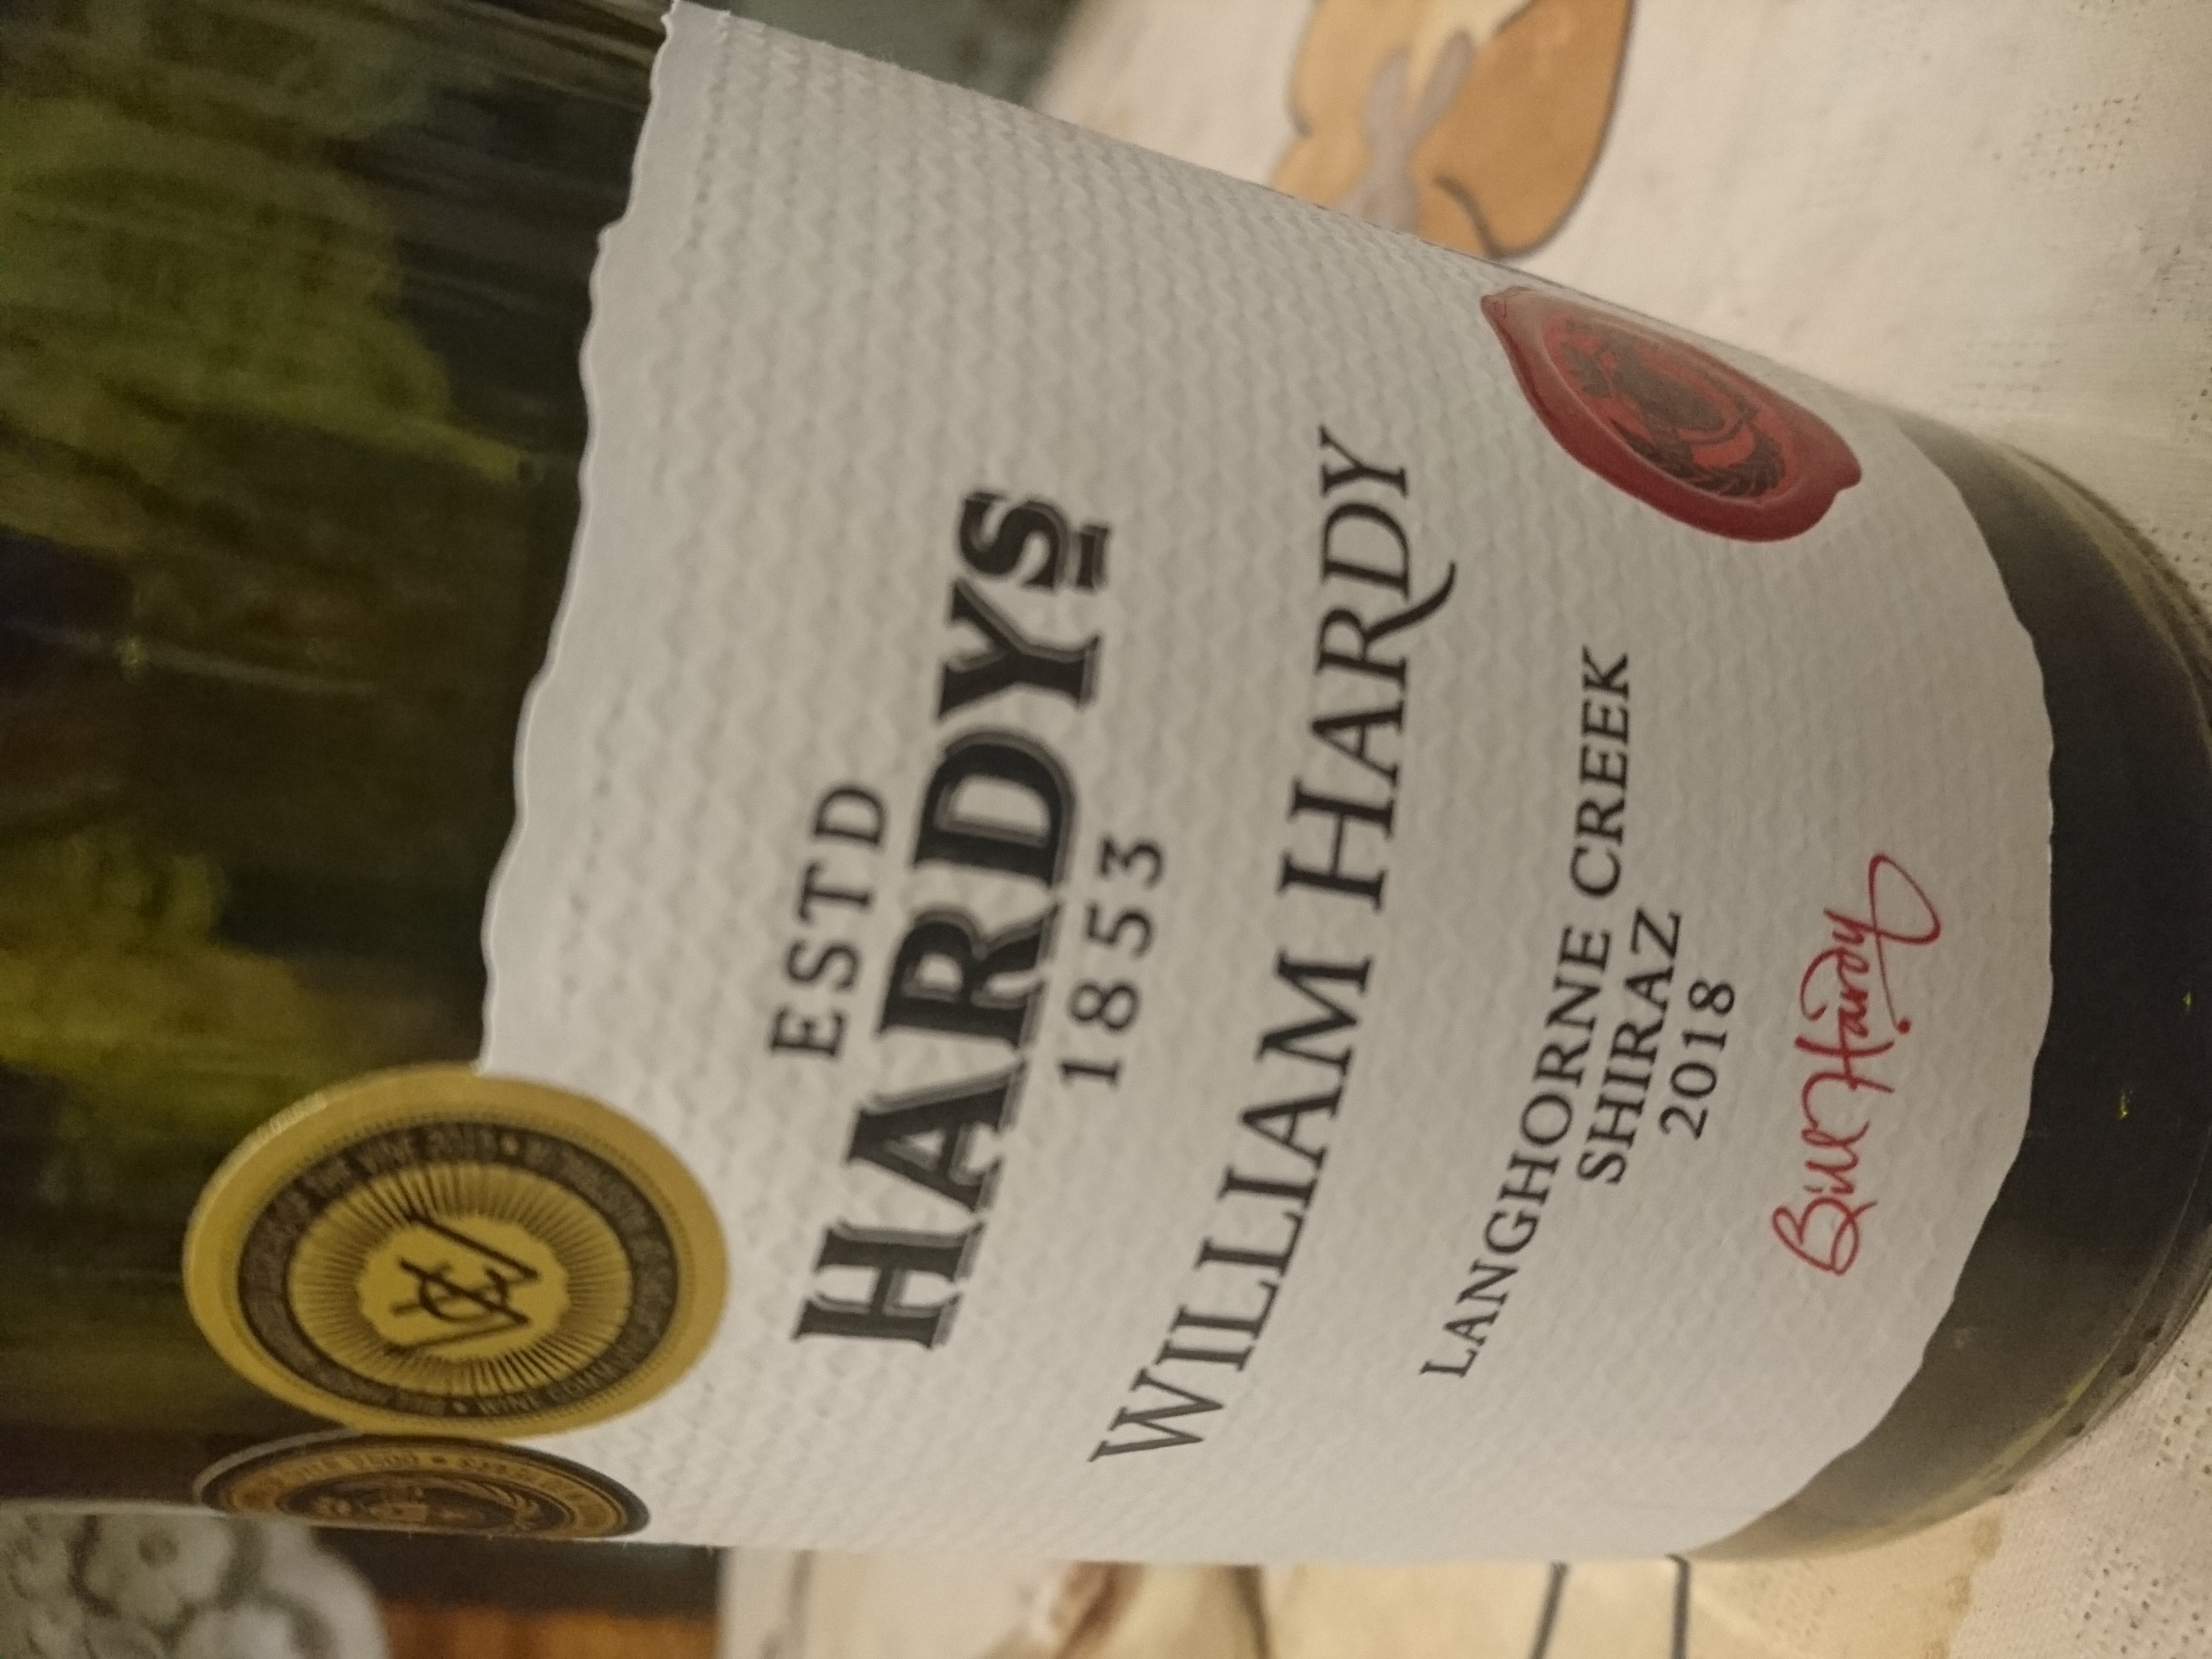 ESTD
HARDYS
1853
WILLIAM HARDY
LANGHORNE CREEK
SHIRAZ
2018
Bill Hardy